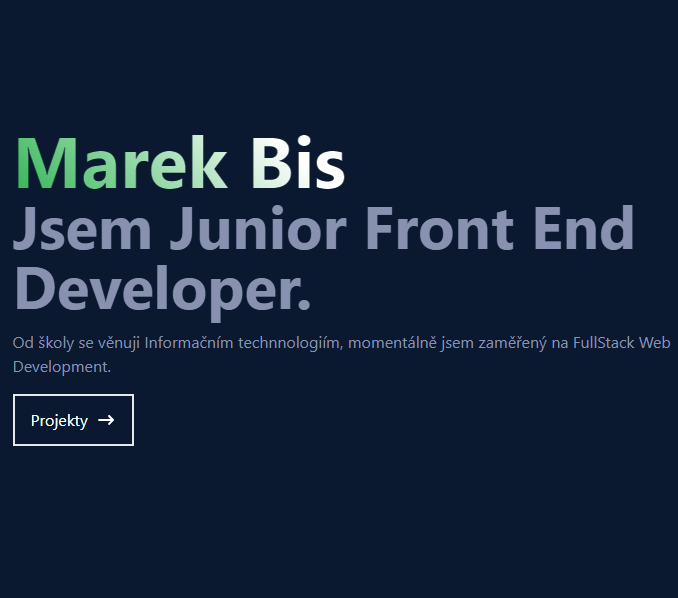 Marek Bis
Jsem Junior Front End
Developer.
Od školy se věnuji Informačním technnologiím, momentálně jsem zaměřený na FullStack Web
Development.
Projekty →